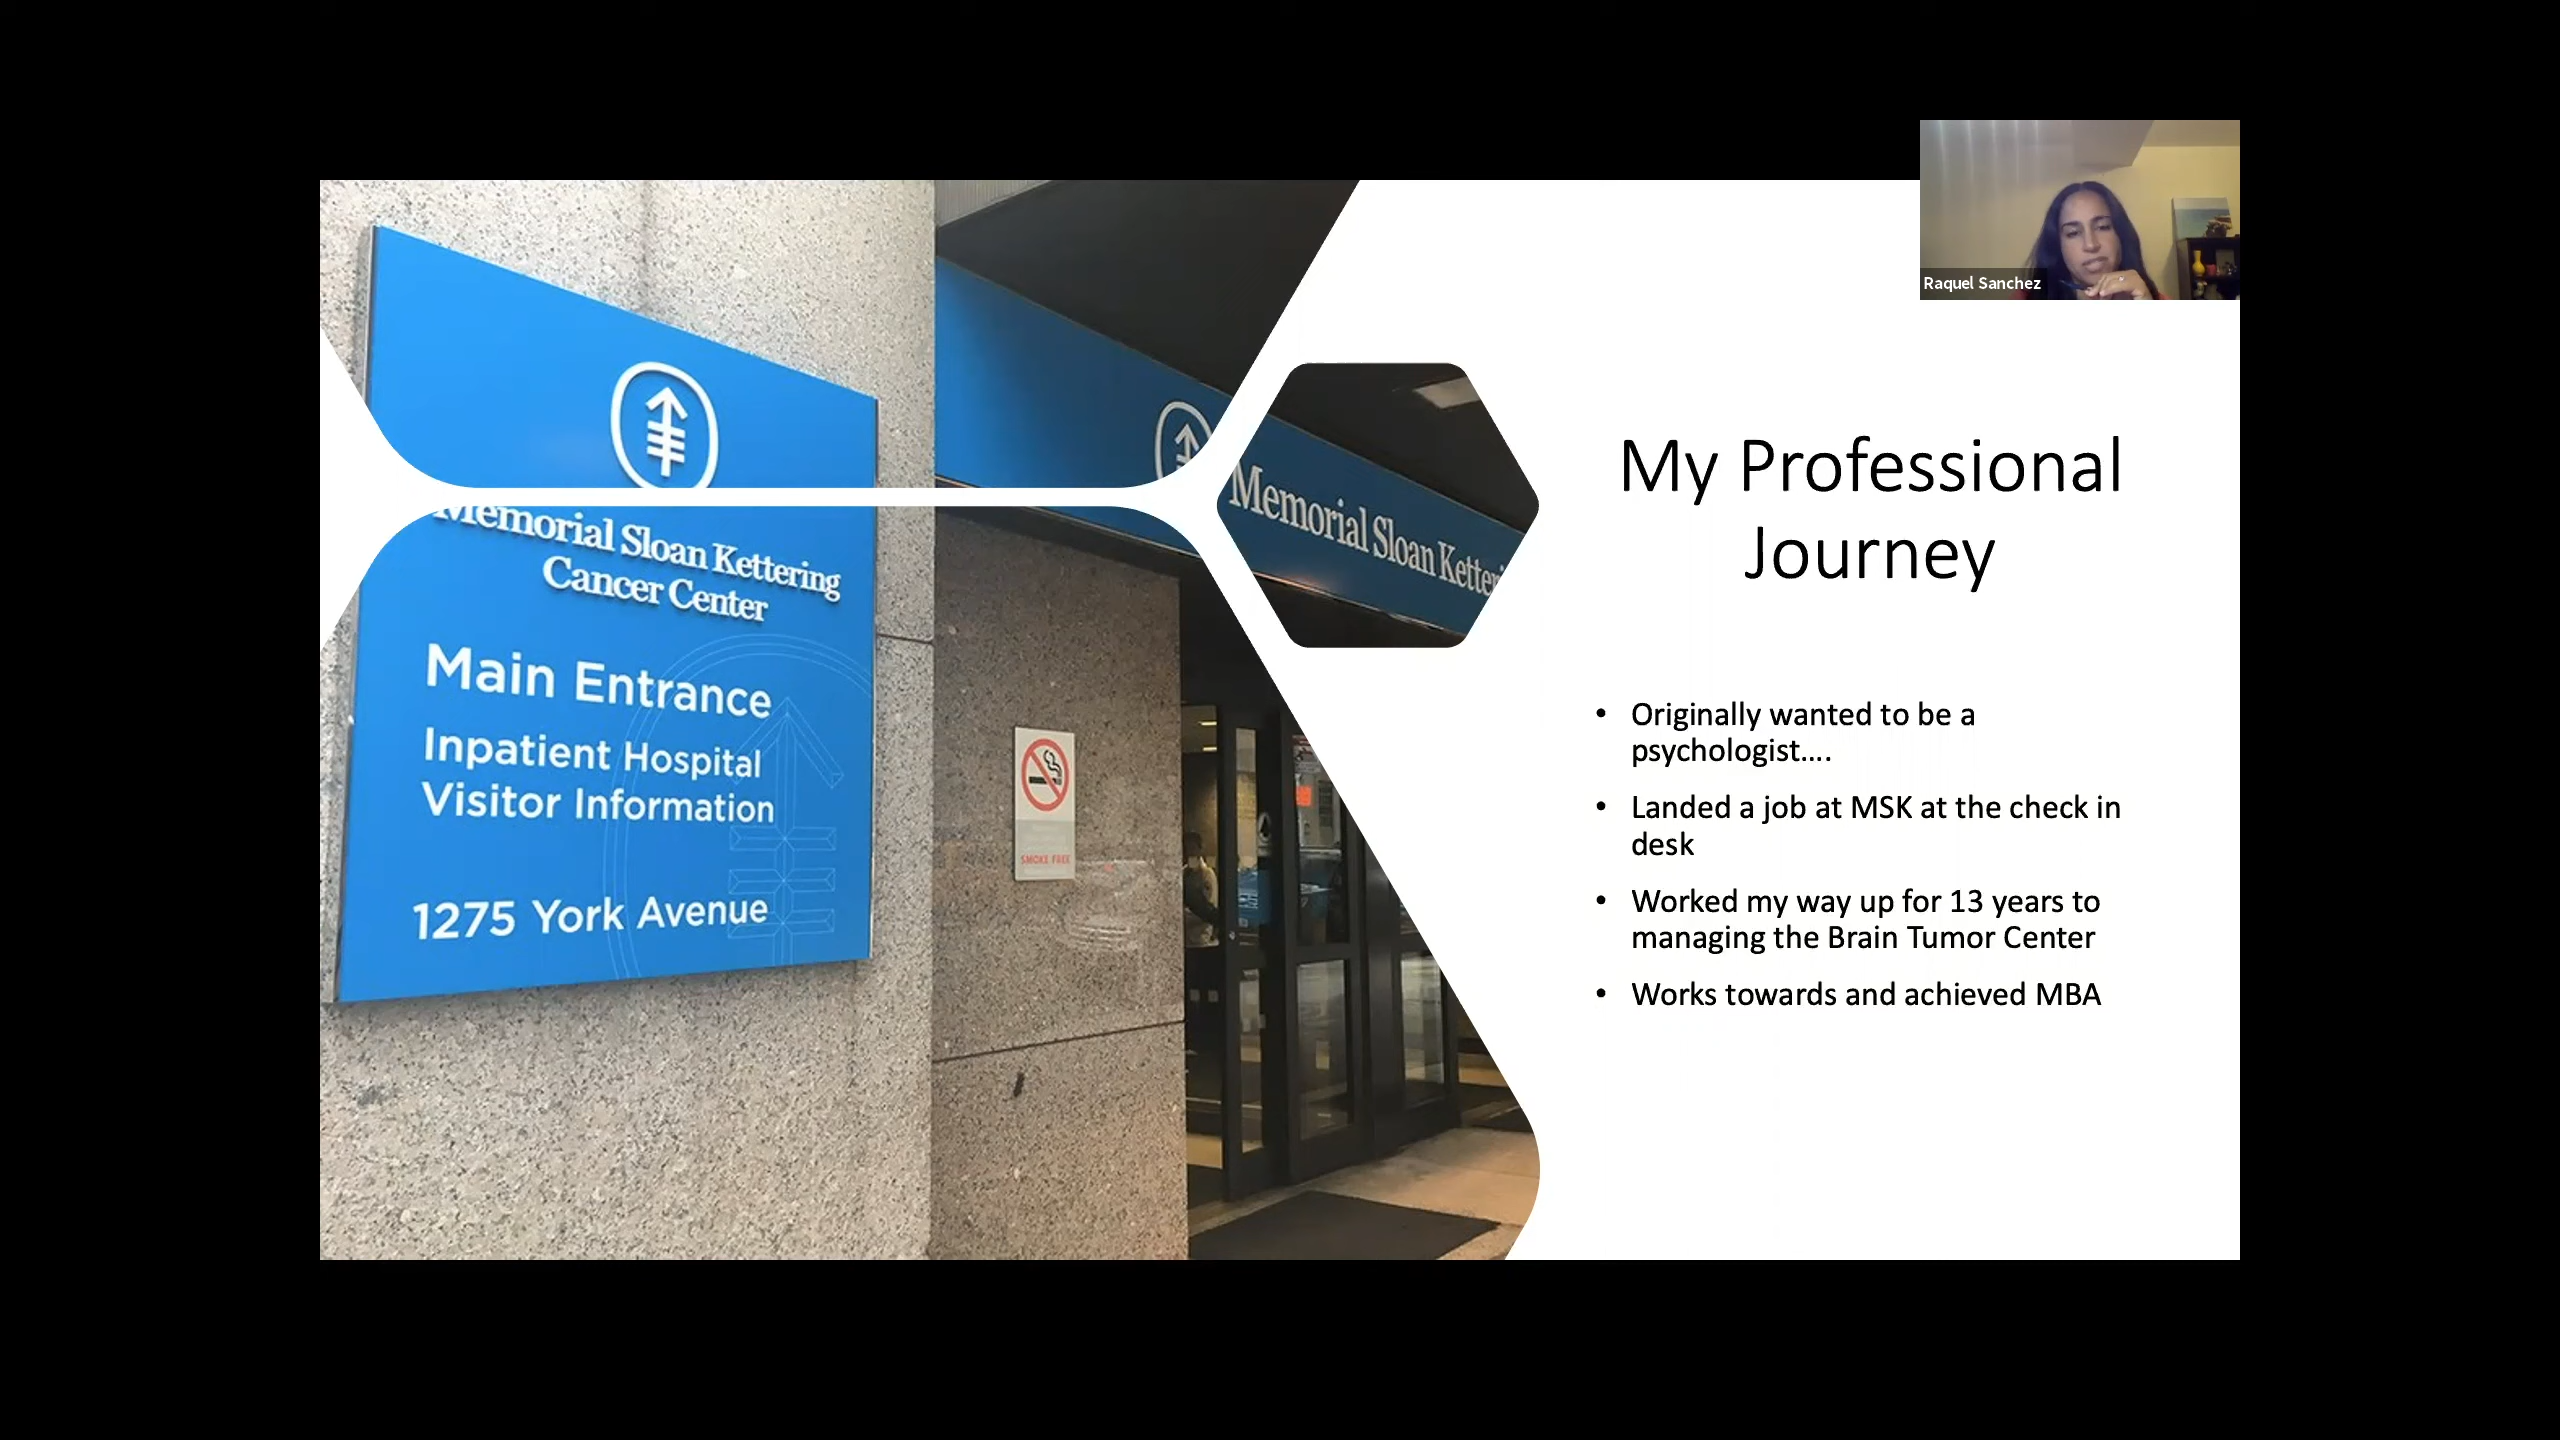 Raquel Sanchez
Memorial Sloan Kettering
Cancer Center
Main Entrance
Inpatient Hospital
Visitor Information
1275 York Avenue
Memorial Sloan
SMOKE FREE
My Professional
Journey
• Originally wanted to be a
psychologist....
• Landed a job at MSK at the check in
desk
• Worked my way up for 13 years to
managing the Brain Tumor Center
• Works towards and achieved MBA